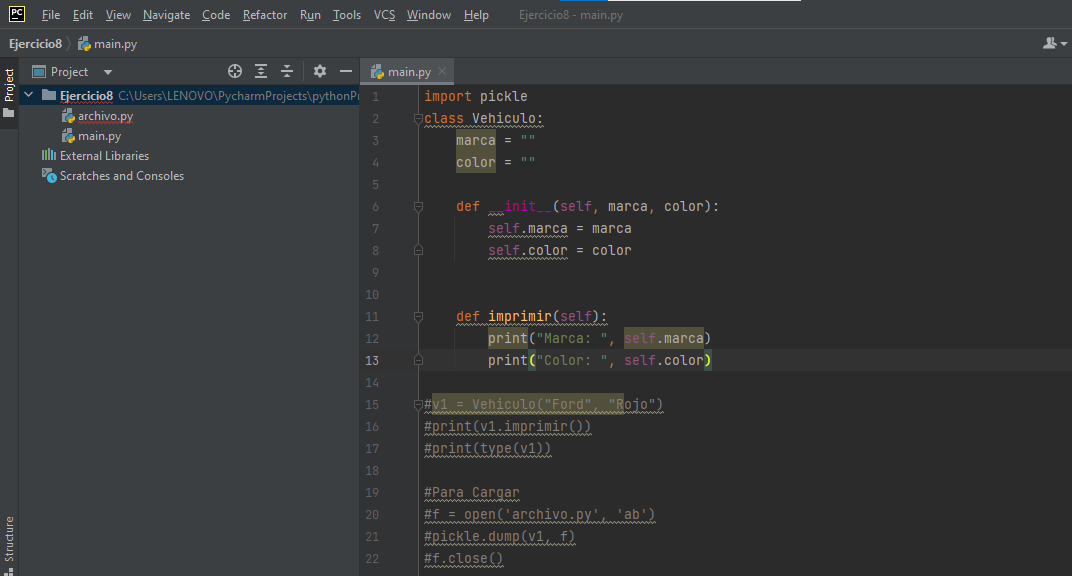 PC File Edit View Navigate Code Refactor Run Tools VCS Window Help Ejercicio8 - main.py
Ejercicio8 main.py
Project
Project
main.py
Ejercicio8 C:\Users\LENOVO\PycharmProjects\pythonPr
archivo.py
main.py
External Libraries
Scratches and Consoles
Structure
1 import pickle
2 class Vehiculo:
3 marca = ""
4 color = ""
5
6 def __init__(self, marca, color):
7 self.marca = marca
8 self.color = color
9
10
11 def imprimir(self):
12 print("Marca: ", self.marca)
13 print("Color: ", self.color)
14
15 #v1 = Vehiculo("Ford", "Rojo")
16 #print(v1.imprimir())
17 #print(type(v1))
18
19 #Para Cargar
20 #f = open('archivo.py', 'ab')
21 #pickle.dump(v1, f)
22 #f.close()